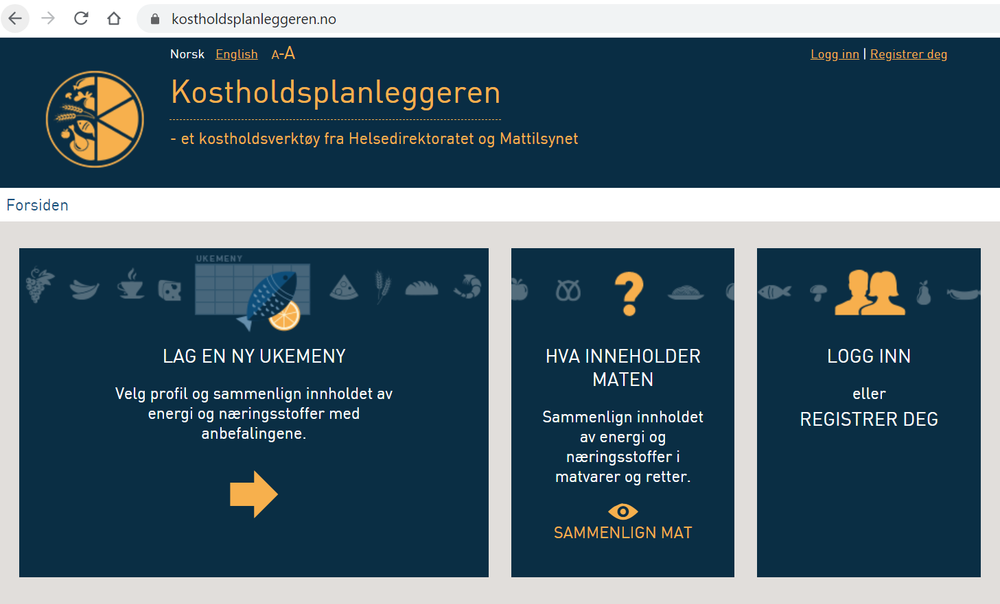 kostholdsplanleggeren.no
Norsk English A-A
Logg inn | Registrer deg
Kostholdsplanleggeren
- et kostholdsverktøy fra Helsedirektoratet og Mattilsynet
Forsiden
UKEMENY
LAG EN NY UKEMENY
Velg profil og sammenlign innholdet av
energi og næringsstoffer med
anbefalingene.
?
HVA INNEHOLDER
MATEN
Sammenlign innholdet
av energi og
næringsstoffer i
matvarer og retter.
SAMMENLIGN MAT
LOGG INN
eller
REGISTRER DEG